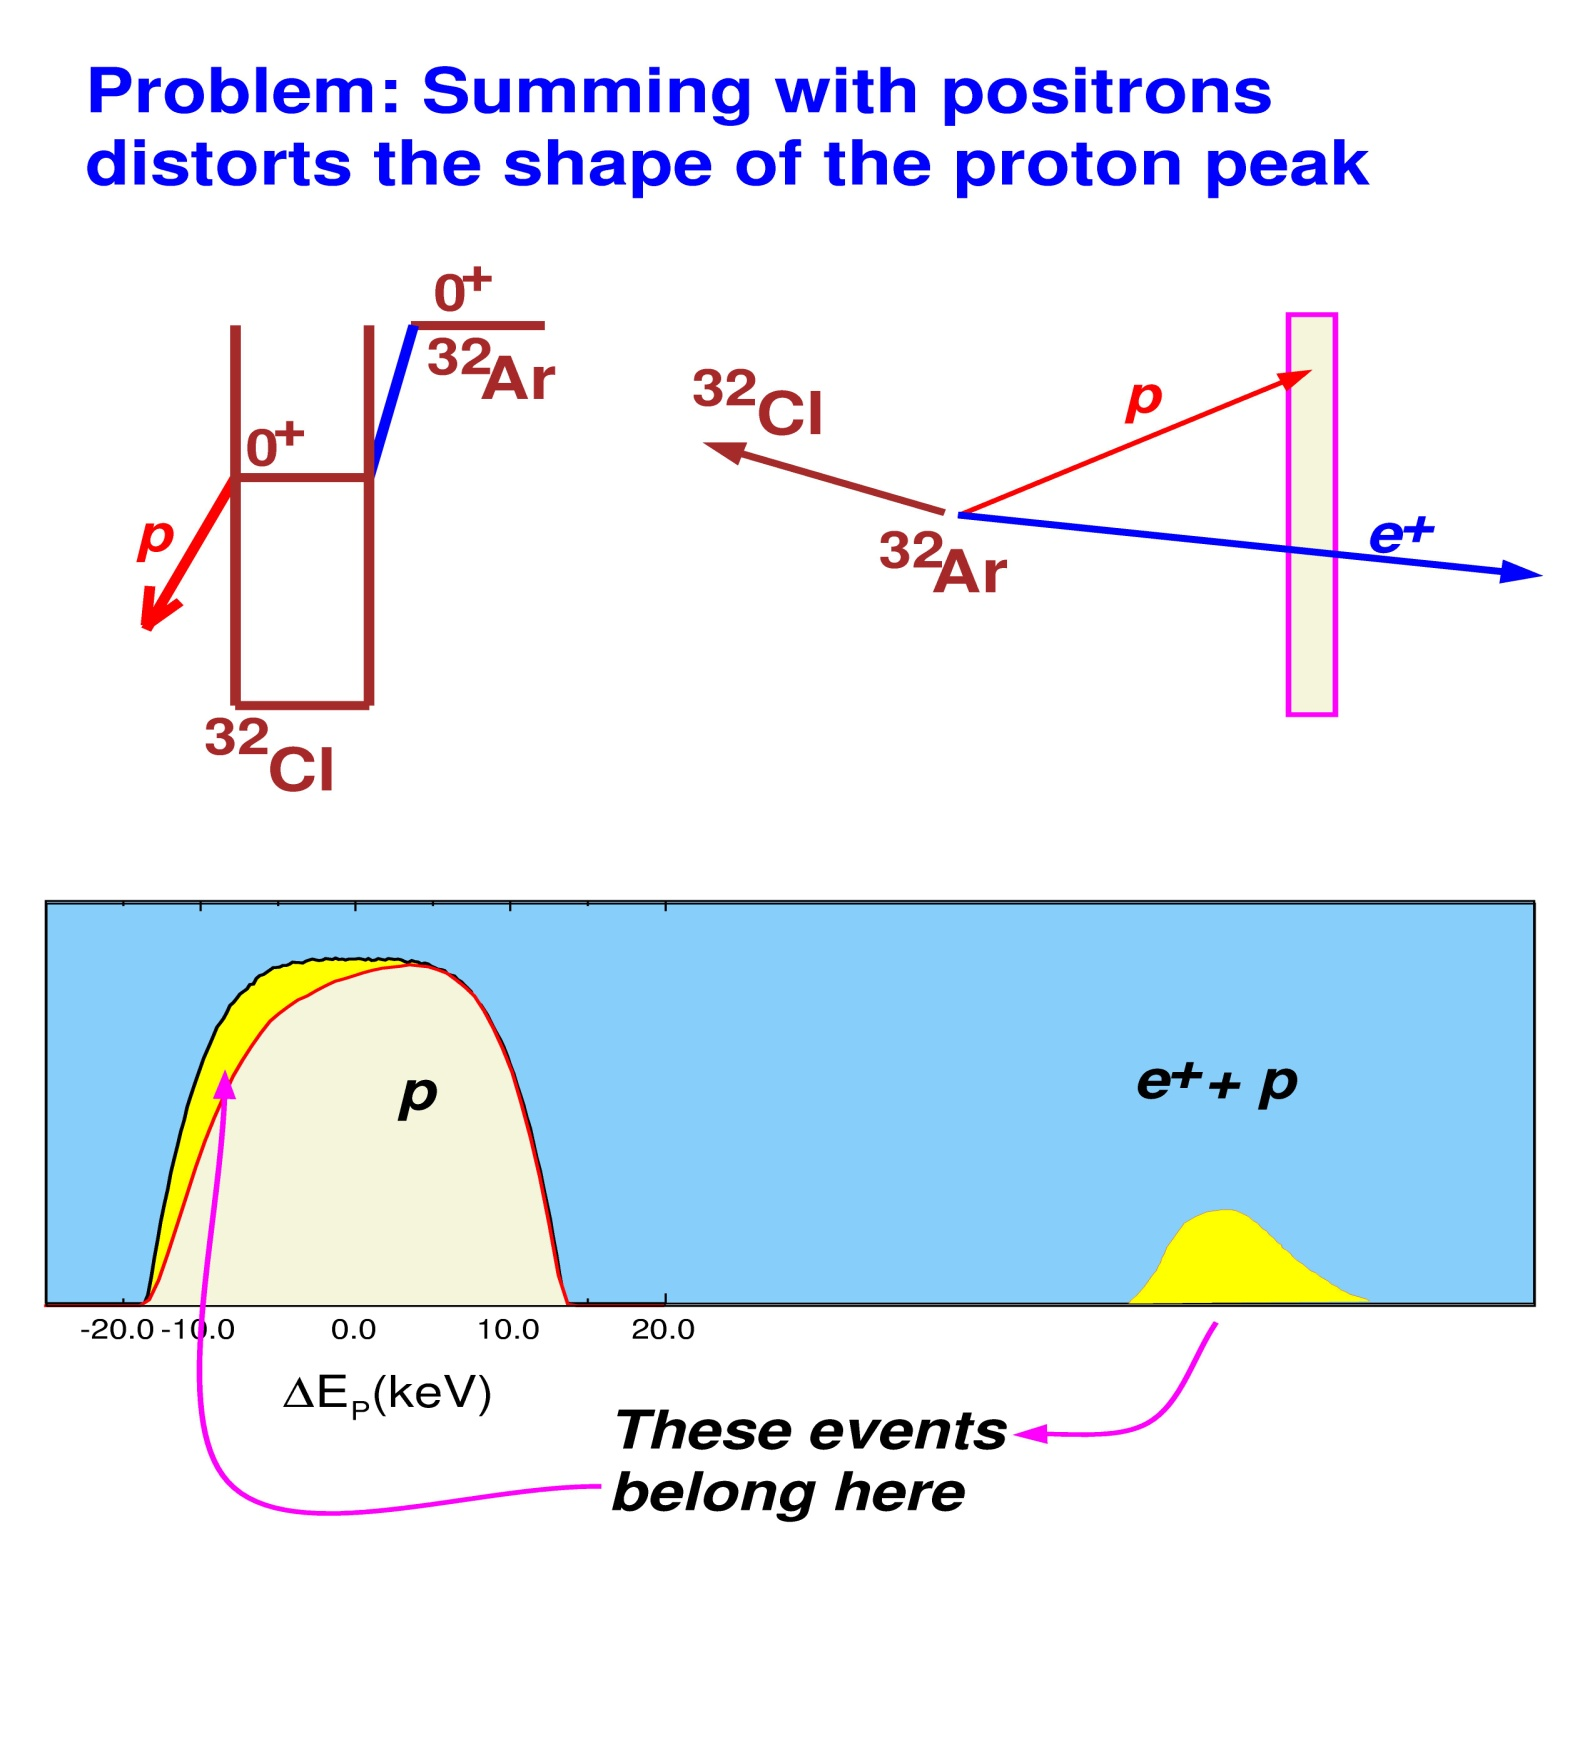 Problem: Summing with positrons
distorts the shape of the proton peak
0+
32Ar
0+
p
32Cl
32Cl
p
e+
32Ar
p
e+ + p
-20.0 -10.0 0.0 10.0 20.0
ΔEP(keV)
These events
belong here